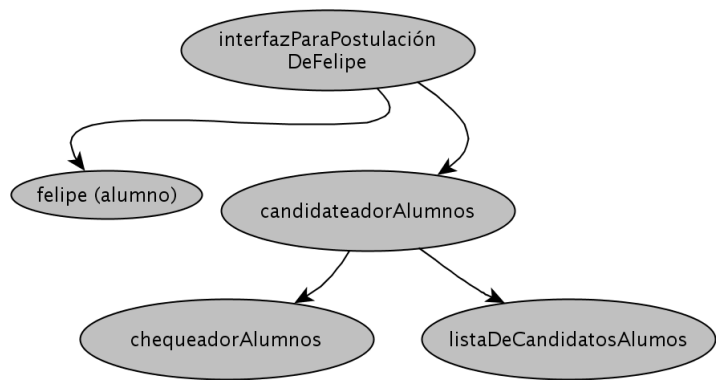 interfazParaPostulación
DeFelipe
felipe (alumno)
candidateadorAlumnos
chequeadorAlumnos
listaDeCandidatosAlumos